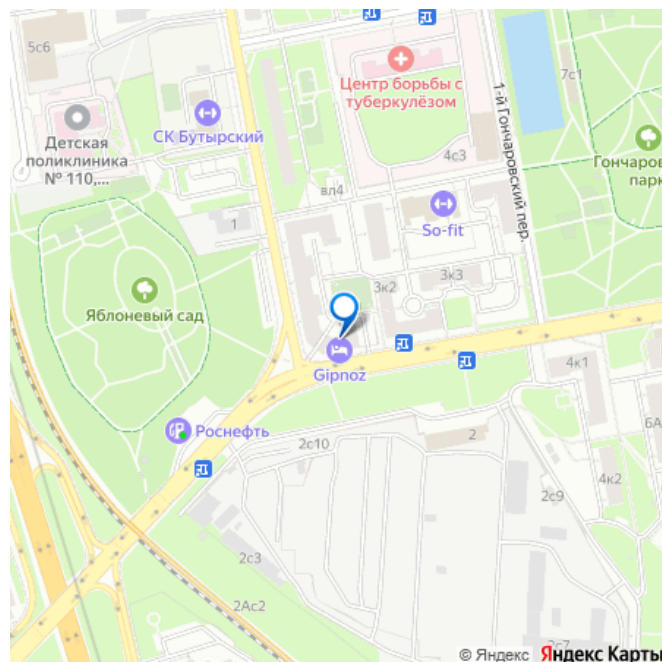 5с6
Центр борьбы с
туберкулёзом
7с1
СК Бутырский
Детская
поликлиника
№ 110,...
1-й Гончаровский пер.
4с3
вл4
Гончаров
парк
1
So-fit
3к2
3к3
Яблоневый сад
Gipnoz
4к1
Роснефть
2с10
2
6А
4к2
2с9
2с3
2Ас2
2с7
© Яндекс Яндекс Карты